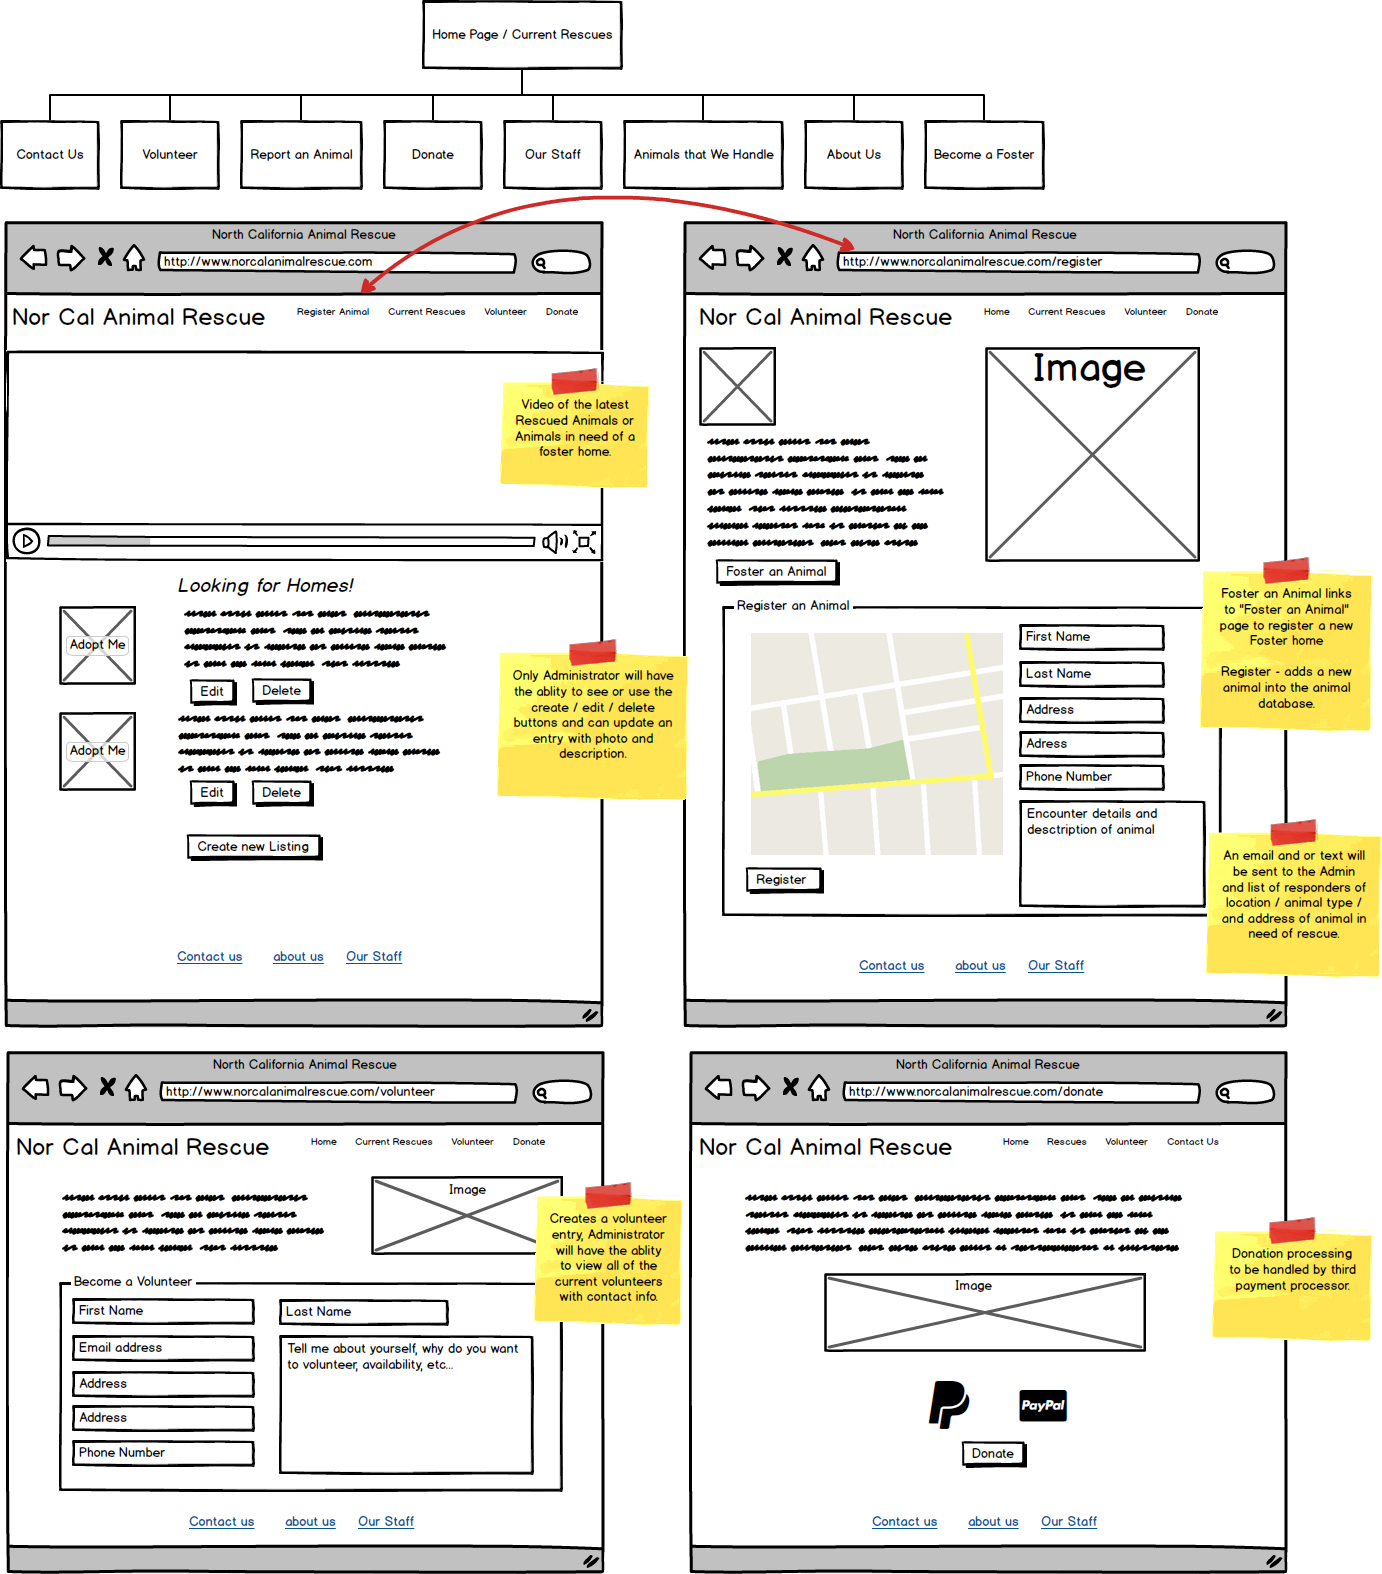 Home Page / Current Rescues
Contact Us
Volunteer
Report an Animal
Donate
Our Staff
Animals that We Handle
About Us
Become a Foster
North California Animal Rescue
http://www.norcalanimalrescue.com
Nor Cal Animal Rescue
Register Animal
Current Rescues
Volunteer
Donate
Video of the latest
Rescued Animals or
Animals in need of a
foster home.
Looking for Homes!
Adopt Me
Edit
Delete
Adopt Me
Edit
Delete
Create new Listing
Only Administrator will have
the ablity to see or use the
create / edit / delete
buttons and can update an
entry with photo and
description.
Contact us
about us
Our Staff
North California Animal Rescue
http://www.norcalanimalrescue.com/register
Nor Cal Animal Rescue
Home
Current Rescues
Volunteer
Donate
Image
Foster an Animal
Register an Animal
First Name
Last Name
Address
Adress
Phone Number
Encounter details and
desctription of animal
Register
Foster an Animal links
to "Foster an Animal"
page to register a new
Foster home
Register - adds a new
animal into the animal
database.
An email and or text will
be sent to the Admin
and list of responders of
location / animal type /
and address of animal in
need of rescue.
Contact us
about us
Our Staff
North California Animal Rescue
http://www.norcalanimalrescue.com/volunteer
Nor Cal Animal Rescue
Home
Current Rescues
Volunteer
Donate
Image
Creates a volunteer
entry, Administrator
will have the ablity
to view all of the
current volunteers
with contact info.
Become a Volunteer
First Name
Last Name
Email address
Address
Address
Phone Number
Tell me about yourself, why do you want
to volunteer, availability, etc...
Contact us
about us
Our Staff
North California Animal Rescue
http://www.norcalanimalrescue.com/donate
Nor Cal Animal Rescue
Home
Rescues
Volunteer
Contact Us
Image
Donation processing
to be handled by third
payment processor.
PayPal
Donate
Contact us
about us
Our Staff